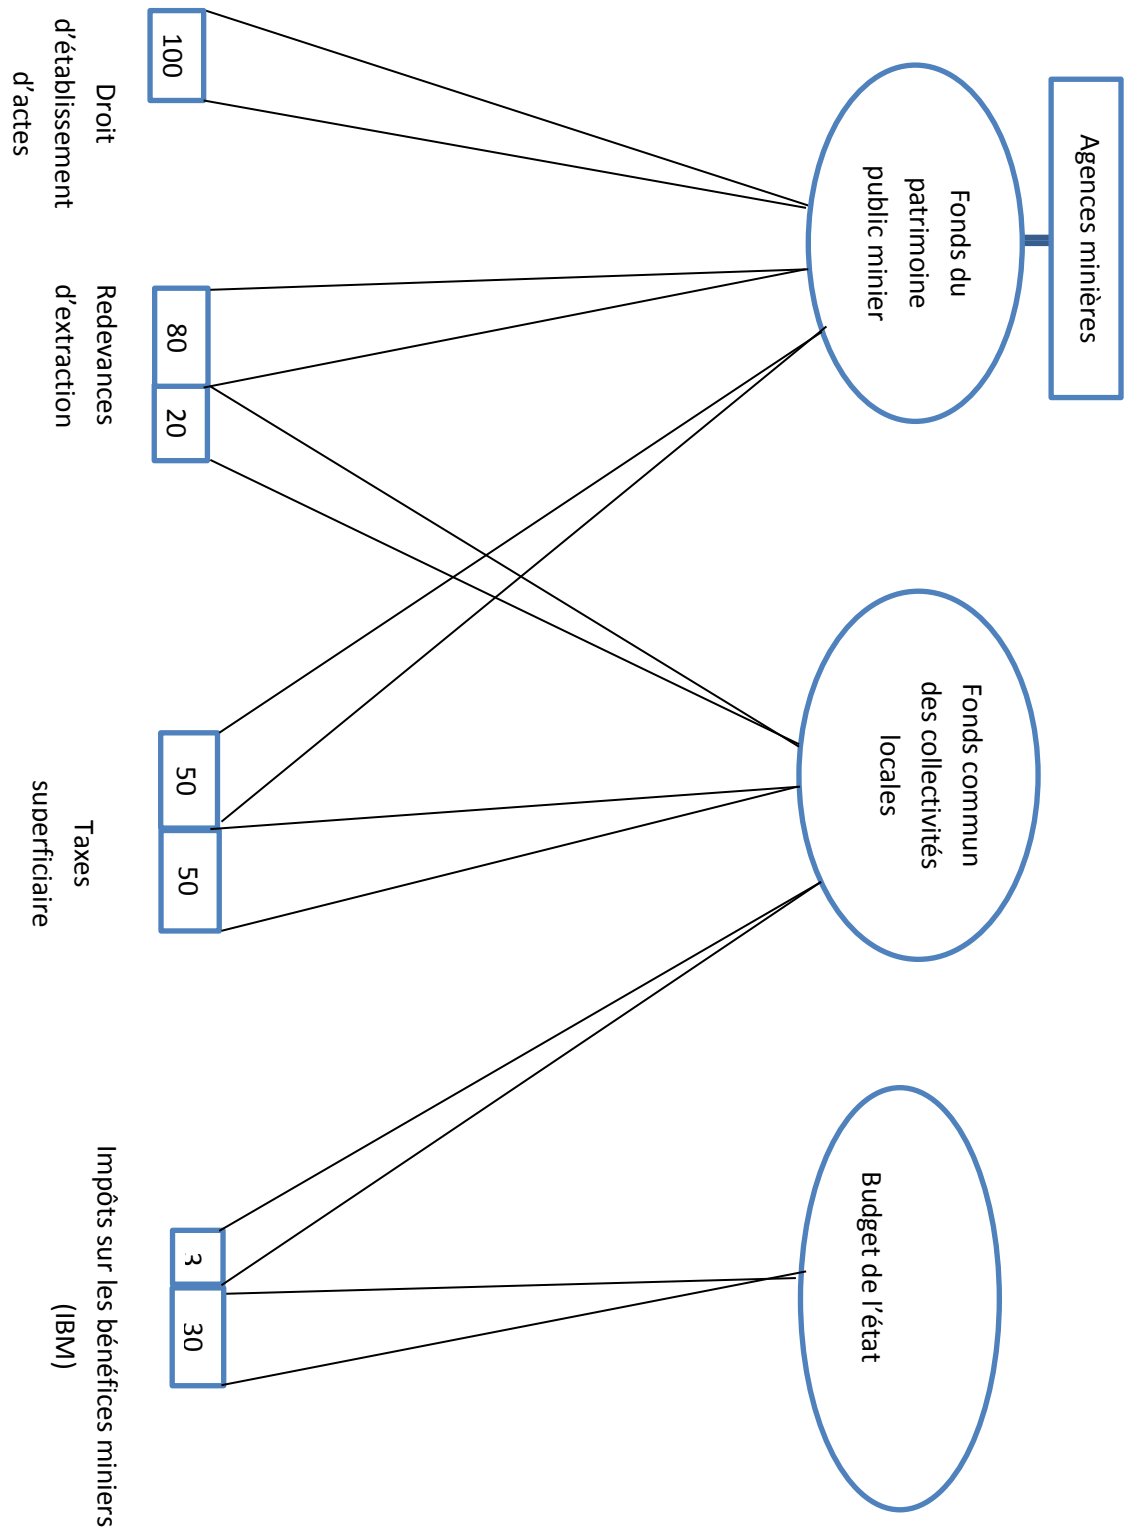 Agences minières
Fonds du
patrimoine
public minier
Fonds commun
des collectivités
locales
Budget de l'état
100
80
20
50
50
3
30
Droit
d'établissement
d'actes
Redevances
d'extraction
Taxes
superficiaire
Impôts sur les bénéfices miniers
(IBM)